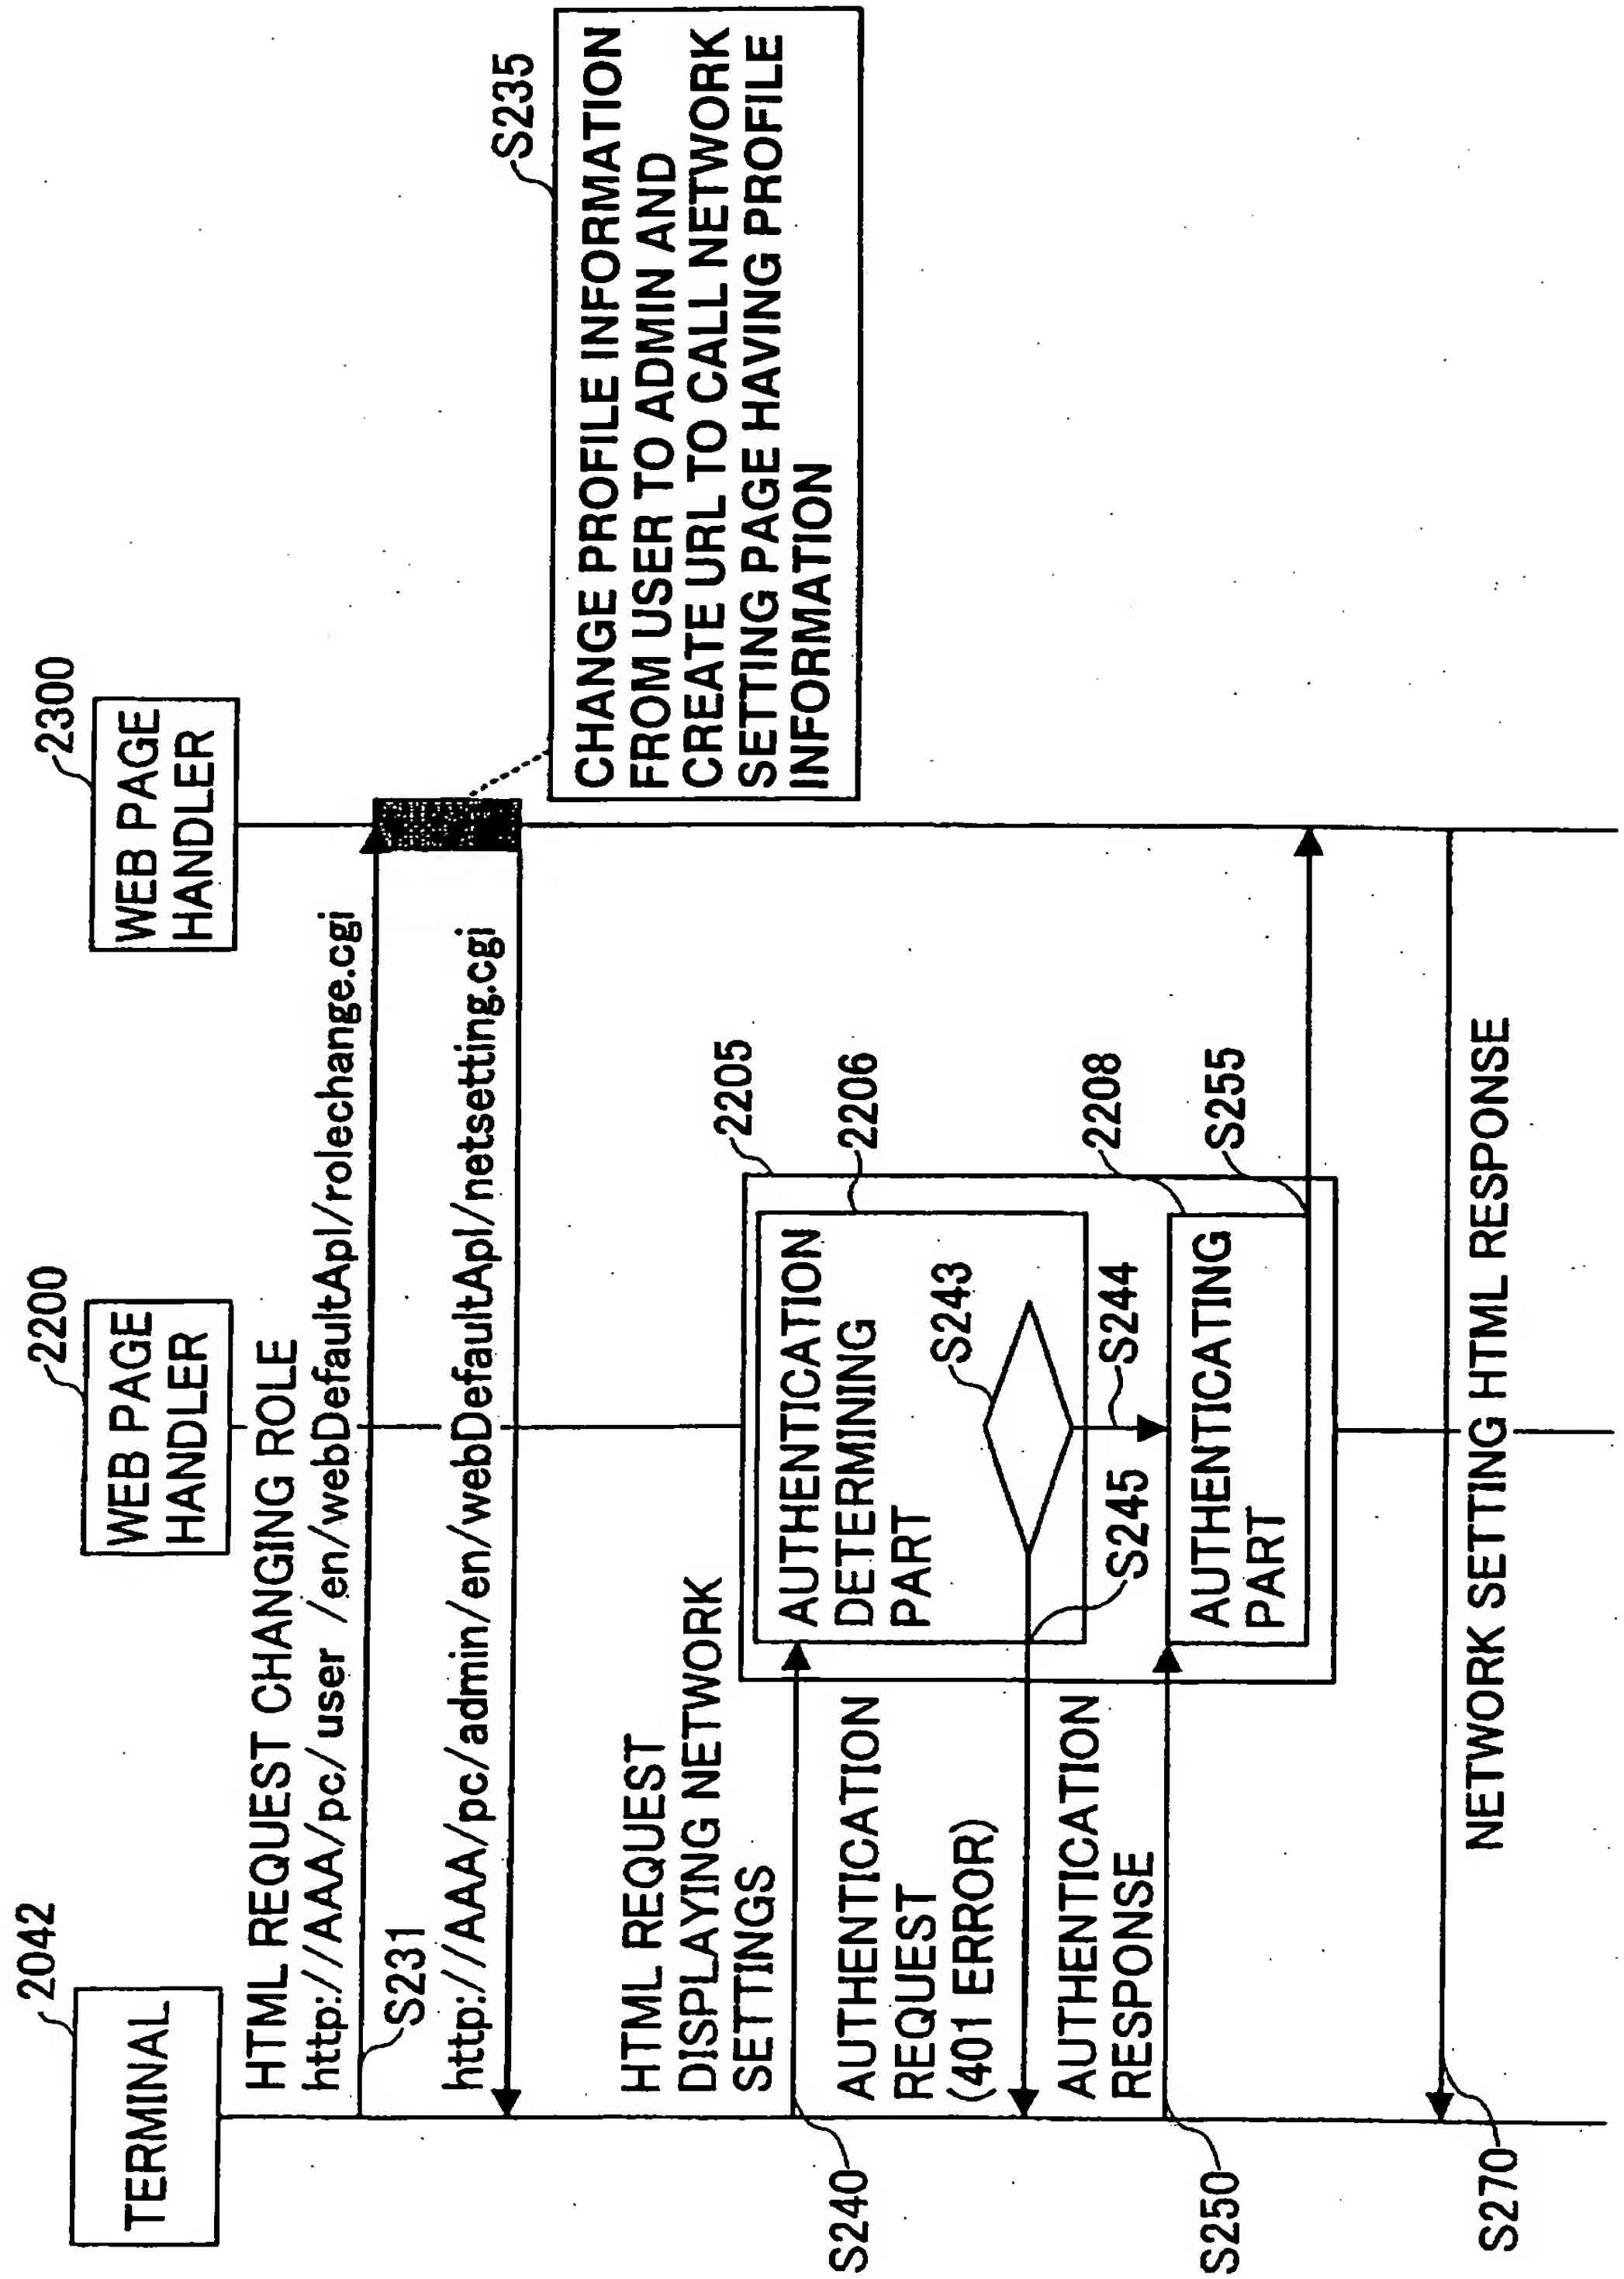 2042
TERMINAL
2200
WEB PAGE
HANDLER
2300
WEB PAGE
HANDLER
HTML REQUEST CHANGING ROLE
http://AAA/pc/user /en/webDefaultApl/rolechange.cgi
S231
http://AAA/pc/admin/en/webDefaultApl/netsetting.cgi
S235
CHANGE PROFILE INFORMATION
FROM USER TO ADMIN AND
CREATE URL TO CALL NETWORK
SETTING PAGE HAVING PROFILE
INFORMATION
HTML REQUEST
DISPLAYING NETWORK
SETTINGS
S240
2205
2206
AUTHENTICATION
DETERMINING
PART
S243
S244
S245
AUTHENTICATION
REQUEST
(401 ERROR)
AUTHENTICATION
RESPONSE
S250
2208
AUTHENTICATING
PART
S255
NETWORK SETTING HTML RESPONSE
S270